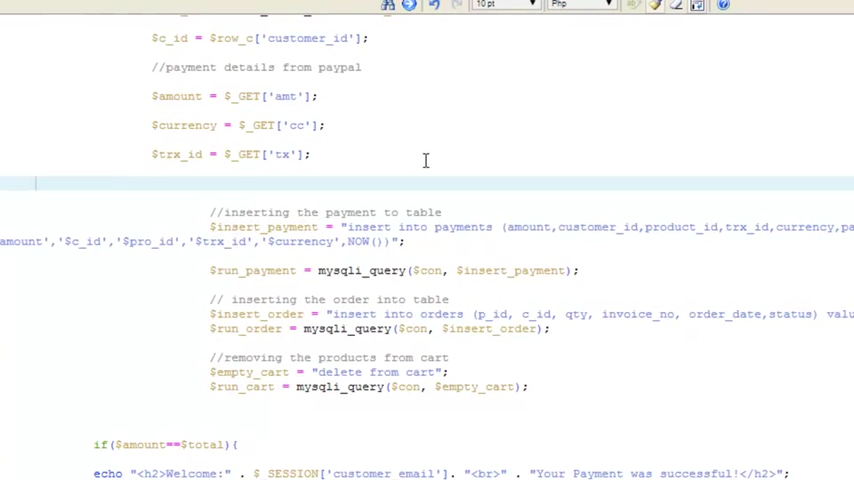 10 pt Php
$c_id = $row_c['customer_id'];
//payment details from paypal
$amount = $_GET['amt'];
$currency = $_GET['cc'];
$trx_id = $_GET['tx'];
//inserting the payment to table
$insert_payment = "insert into payments (amount,customer_id,product_id,trx_id,currency,pa
amount','$c_id','$pro_id','$trx_id','$currency',NOW())";
$run_payment = mysqli_query($con, $insert_payment);
// inserting the order into table
$insert_order = "insert into orders (p_id, c_id, qty, invoice_no, order_date,status) valu
$run_order = mysqli_query($con, $insert_order);
//removing the products from cart
$empty_cart = "delete from cart";
$run_cart = mysqli_query($con, $empty_cart);
if($amount==$total){
echo "<h2>Welcome:" . $_SESSION['customer_email']. "<br>" . "Your Payment was successful!</h2>";